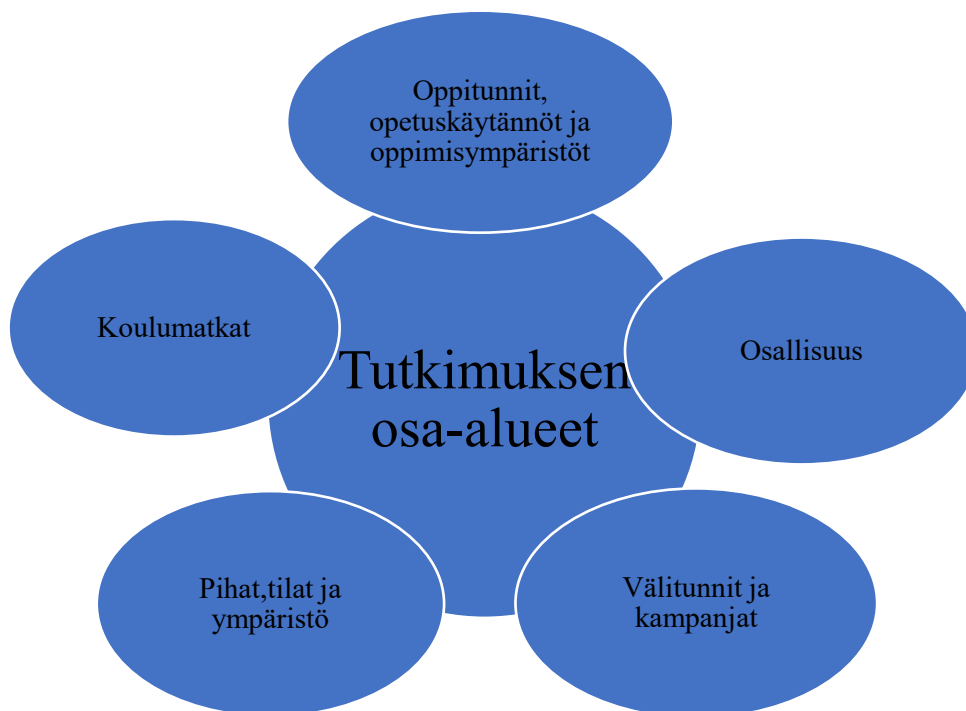 Oppitunnit,
opetuskäytännöt ja
oppimisympäristöt
Koulumatkat
Osallisuus
Tutkimuksen
osa-alueet
Pihat,tilat ja
ympäristö
Välitunnit ja
kampanjat